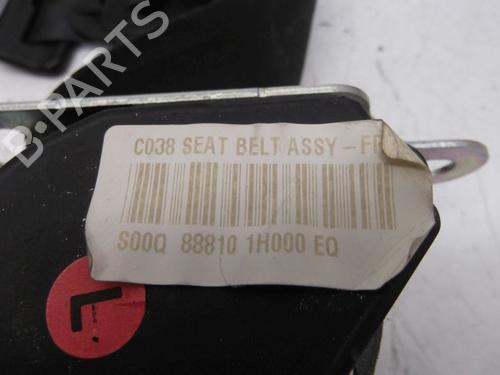 C038 SEAT BELT ASSY-FR
S00Q 88810 1H000 EQ
L
B-PARTS